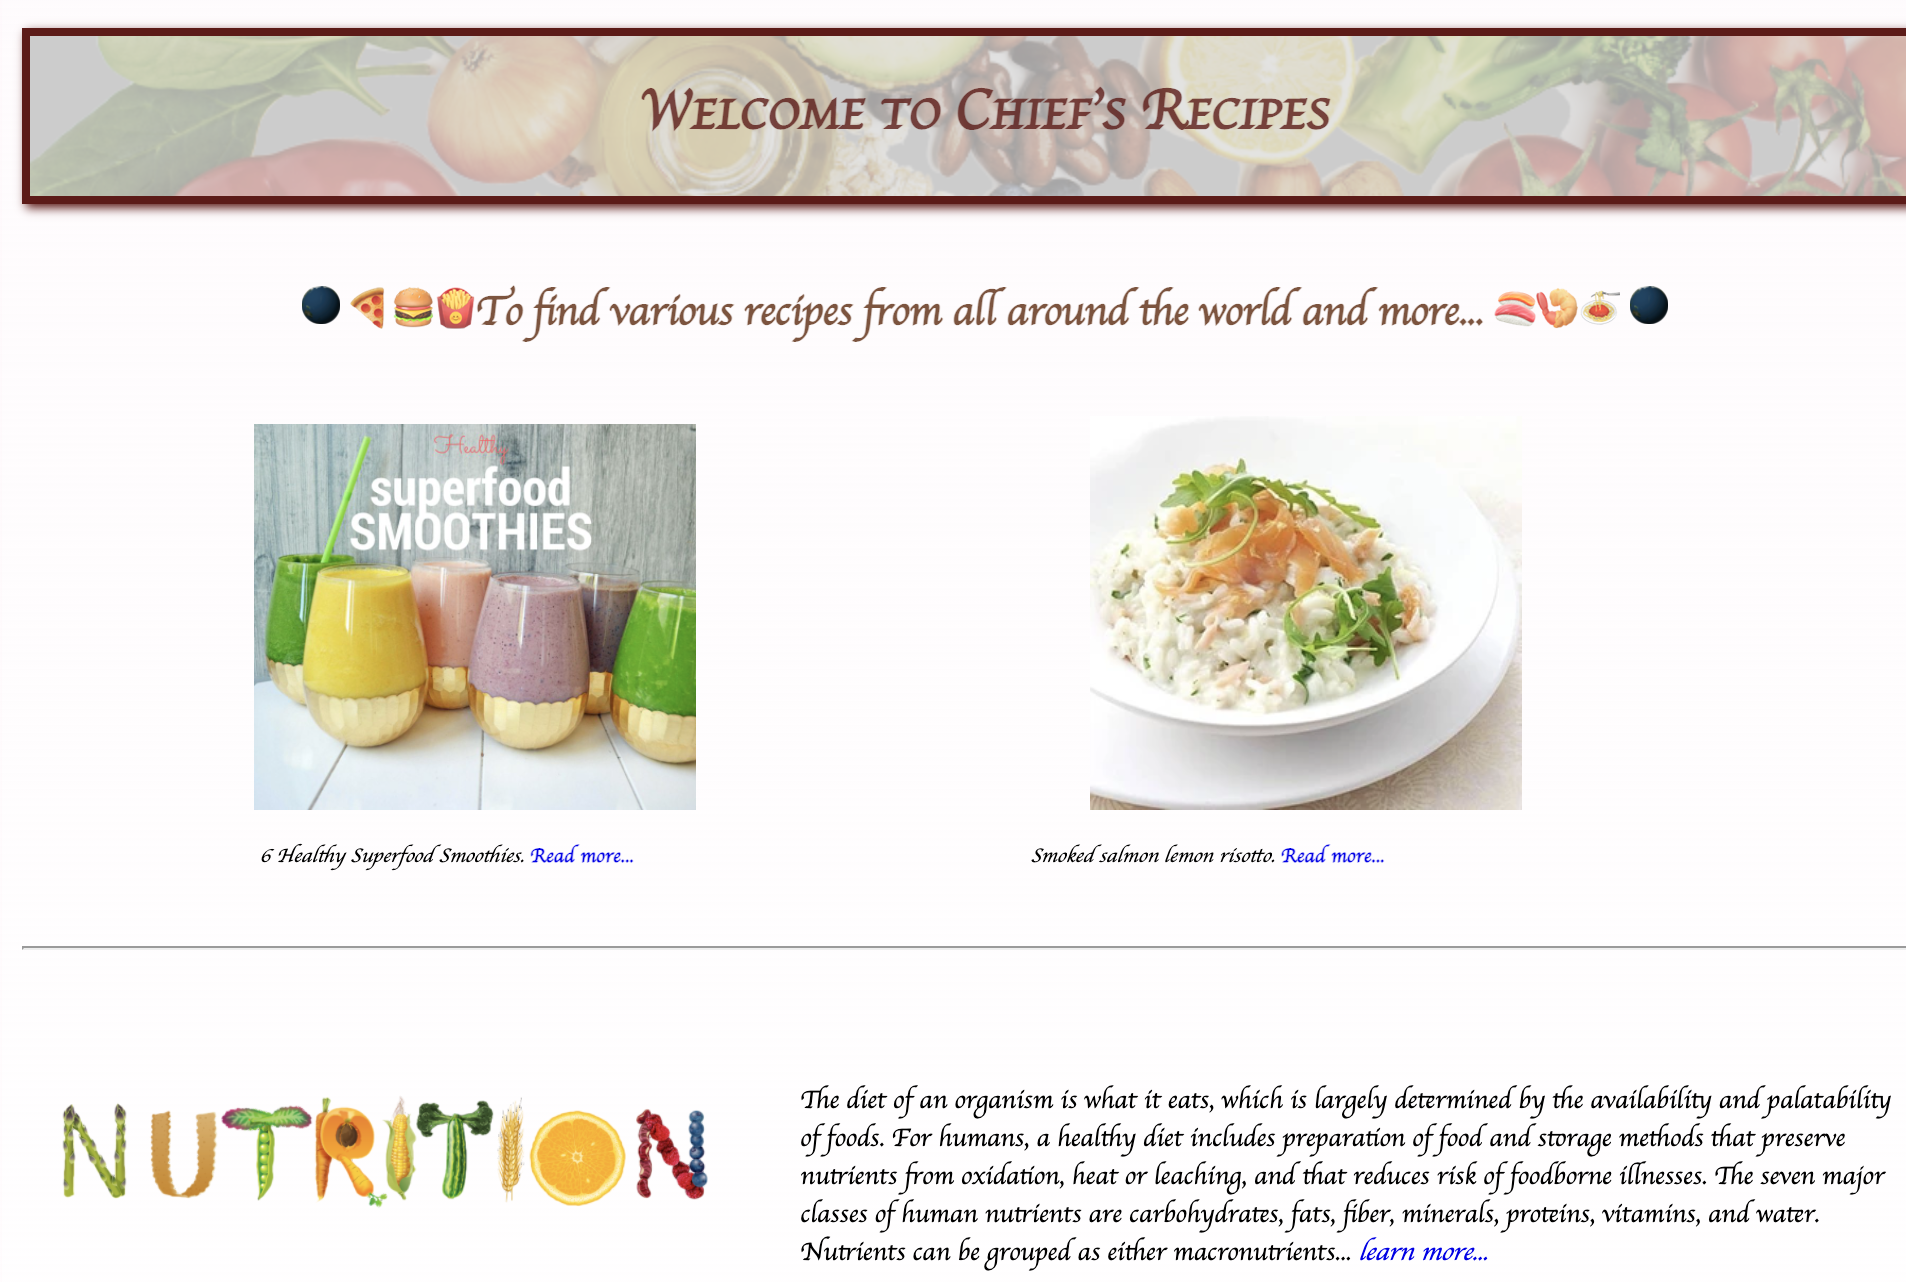 Welcome to Chief's Recipes
To find various recipes from all around the world and more...
Healthy
superfood
SMOOTHIES
6 Healthy Superfood Smoothies. Read more...
Smoked salmon lemon risotto. Read more...
NUTRITION
The diet of an organism is what it eats, which is largely determined by the availability and palatability
of foods. For humans, a healthy diet includes preparation of food and storage methods that preserve
nutrients from oxidation, heat or leaching, and that reduces risk of foodborne illnesses. The seven major
classes of human nutrients are carbohydrates, fats, fiber, minerals, proteins, vitamins, and water.
Nutrients can be grouped as either macronutrients... learn more...